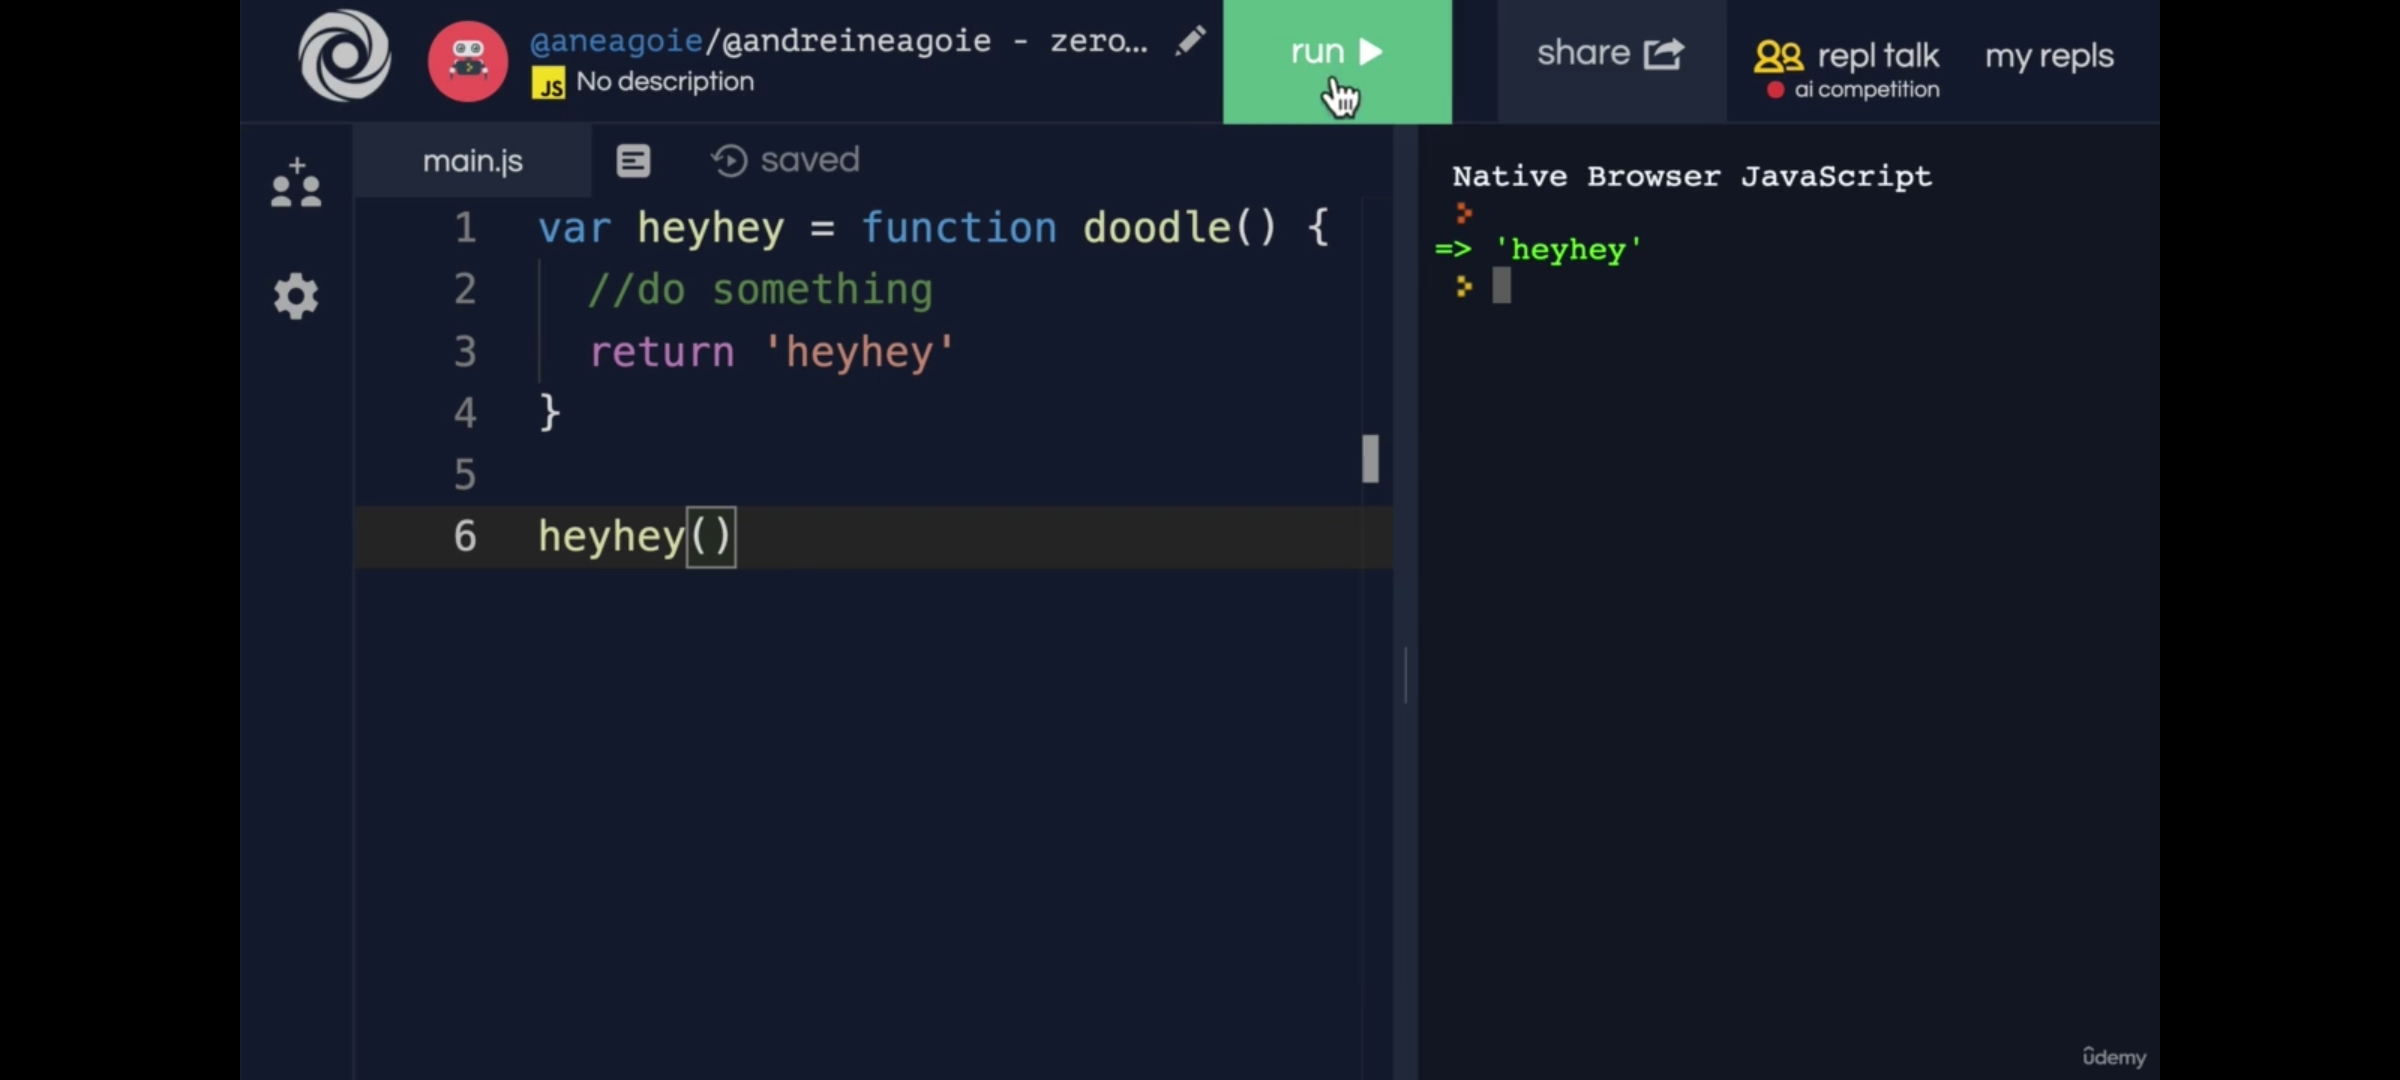 @aneagoie/@andreineagoie - zero...
JS No description
run
share
repl talk
ai competition
my repls
main.js
saved
1 var heyhey = function doodle() {
2 //do something
3 return 'heyhey'
4 }
5
6 heyhey()
Native Browser JavaScript
=> 'heyhey'
ûdemy